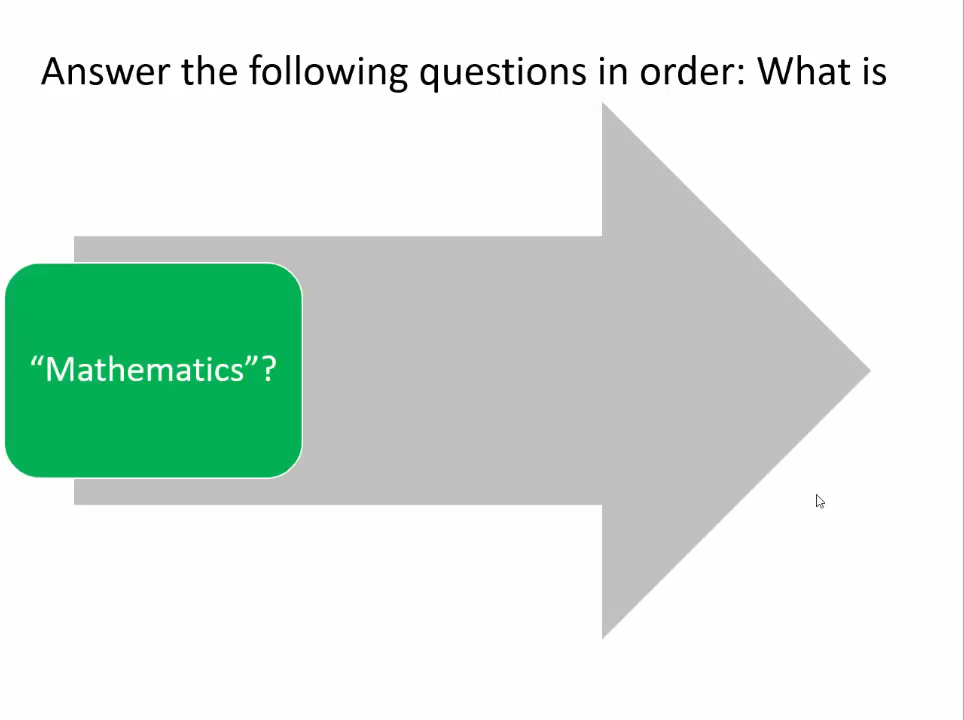 Answer the following questions in order: What is
“Mathematics”?